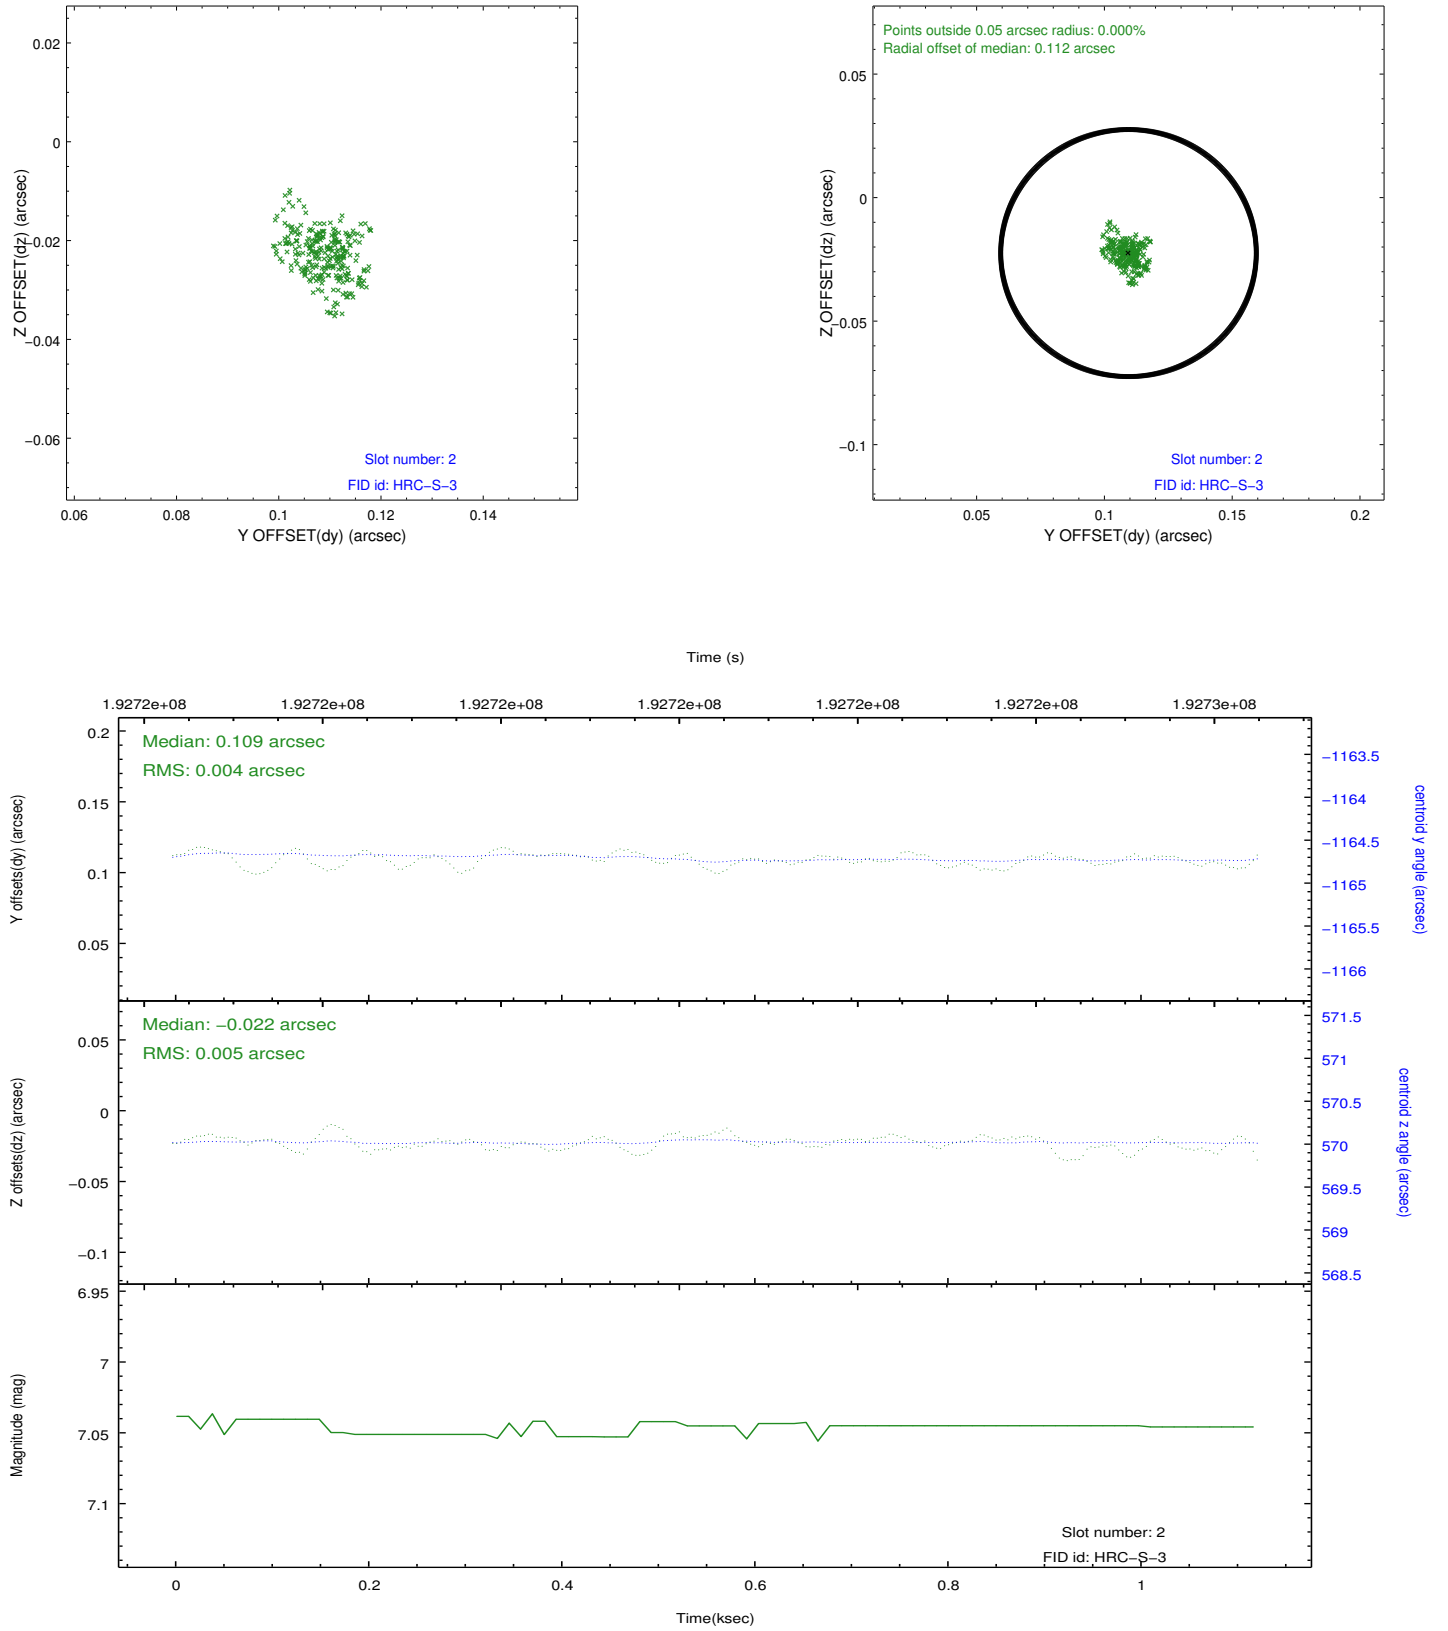 0.02
0
−0.02
−0.04
−0.06
Z OFFSET(dz) (arcsec)
Slot number: 2
FID id: HRC−S−3
0.06 0.08 0.1 0.12 0.14
Y OFFSET(dy) (arcsec)
Points outside 0.05 arcsec radius: 0.000%
Radial offset of median: 0.112 arcsec
0.05
0
−0.05
−0.1
Z OFFSET(dz) (arcsec)
Slot number: 2
FID id: HRC−S−3
0.05 0.1 0.15 0.2
Y OFFSET(dy) (arcsec)
Time (s)
1.9272e+08 1.9272e+08 1.9272e+08 1.9272e+08 1.9272e+08 1.9272e+08 1.9273e+08
Median: 0.109 arcsec
RMS: 0.004 arcsec
0.2
0.15
0.1
0.05
Y offsets(dy) (arcsec)
−1163.5
−1164
−1164.5
−1165
−1165.5
−1166
centroid y angle (arcsec)
Median: −0.022 arcsec
RMS: 0.005 arcsec
0.05
0
−0.05
−0.1
Z offsets(dz) (arcsec)
571.5
571
570.5
570
569.5
569
568.5
centroid z angle (arcsec)
6.95
7
7.05
7.1
Magnitude (mag)
Slot number: 2
FID id: HRC−S−3
0 0.2 0.4 0.6 0.8 1
Time(ksec)